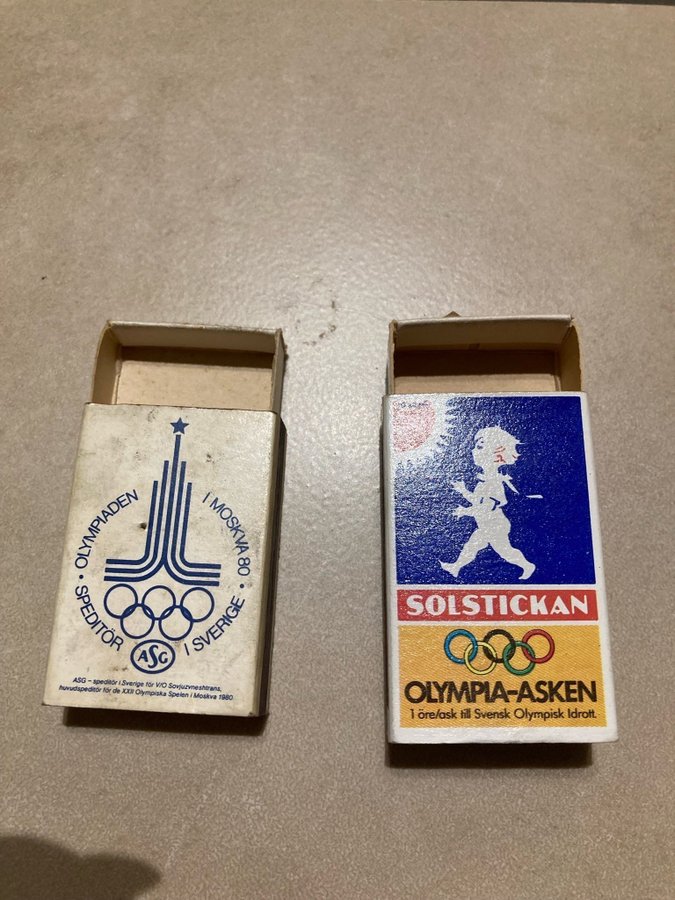 OLYMPIADEN I MOSKVA 80
• SPEDITÖR I SVERIGE •
ASG
ASG – speditör i Sverige för V/O Sovjuzvneshtrans,
huvudspeditör för de XXII Olympiska Spelen i Moskva 1980.
SOLSTICKAN
OLYMPIA-ASKEN
1 öre/ask till Svensk Olympisk Idrott.